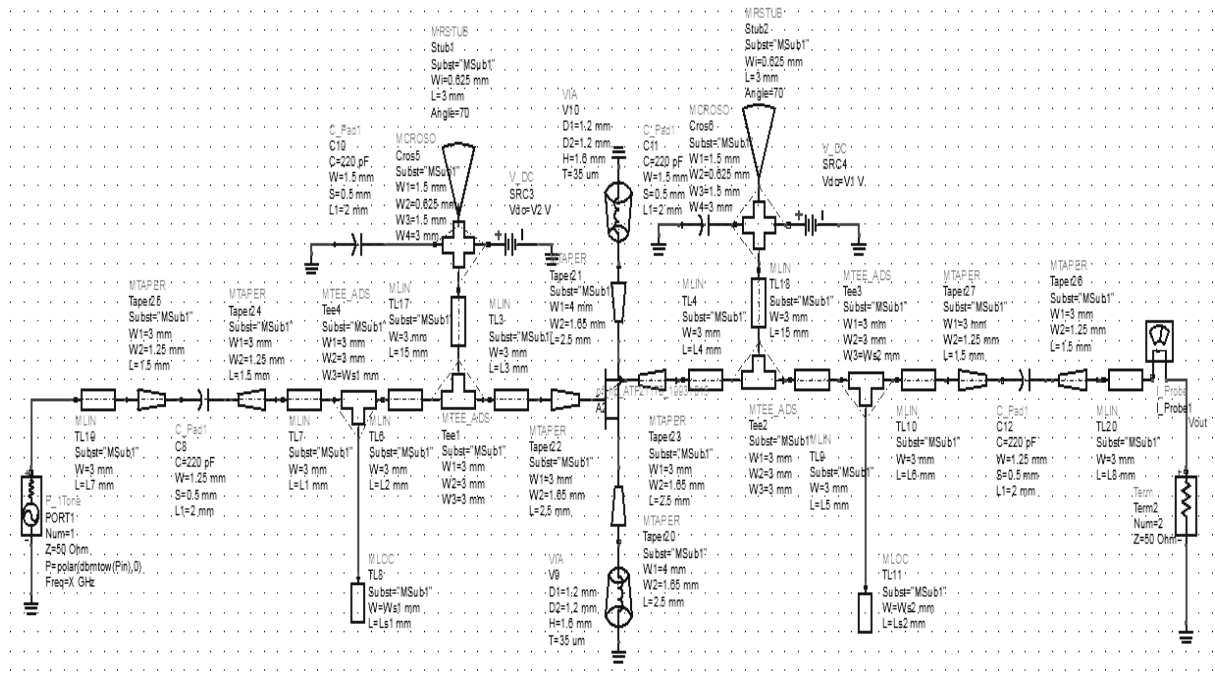 MRSTUB
Stub1
Subst="MSub1"
Wi=0.625 mm
L=3 mm
Angle=70
MRSTUB
Stub2
Subst="MSub1"
Wi=0.625 mm
L=3 mm
Angle=70
VIA
V10
D1=1.2 mm
D2=1.2 mm
H=1.6 mm
T=35 um
C_Pad1
C10
C=220 pF
W=1.5 mm
S=0.5 mm
L1=2 mm
MCROSO
Cros5
Subst="MSub1"
W1=1.5 mm
W2=0.625 mm
W3=1.5 mm
W4=3 mm
V_DC
SRC3
Vdc=V2 V
C_Pad1
C11
C=220 pF
W=1.5 mm
S=0.5 mm
L1=2 mm
MCROSO
Cros6
Subst="MSub1"
W1=1.5 mm
W2=0.625 mm
W3=1.5 mm
W4=3 mm
V_DC
SRC4
Vdc=V1 V
MTAPER
Taper25
Subst="MSub1"
W1=3 mm
W2=1.25 mm
L=1.5 mm
MTAPER
Taper24
Subst="MSub1"
W1=3 mm
W2=1.25 mm
L=1.5 mm
MTEE_ADS
Tee4
Subst="MSub1"
W1=3 mm
W2=3 mm
W3=Ws1 mm
MLIN
TL17
Subst="MSub1"
W=3 mm
L=15 mm
MLIN
TL3
Subst="MSub1"
W=3 mm
L=L3 mm
MTAPER
Taper21
Subst="MSub1"
W1=4 mm
W2=1.65 mm
L=2.5 mm
MLIN
TL4
Subst="MSub1"
W=3 mm
L=L4 mm
MLIN
TL18
Subst="MSub1"
W=3 mm
L=15 mm
MTEE_ADS
Tee3
Subst="MSub1"
W1=3 mm
W2=3 mm
W3=Ws2 mm
MTAPER
Taper27
Subst="MSub1"
W1=3 mm
W2=1.25 mm
L=1.5 mm
MTAPER
Taper26
Subst="MSub1"
W1=3 mm
W2=1.25 mm
L=1.5 mm
I_Probe
I_Probe1
Vout
MLIN
TL19
Subst="MSub1"
W=3 mm
L=L7 mm
C_Pad1
C8
C=220 pF
W=1.25 mm
S=0.5 mm
L1=2 mm
MLIN
TL7
Subst="MSub1"
W=3 mm
L=L1 mm
MLIN
TL6
Subst="MSub1"
W=3 mm
L=L2 mm
MTEE_ADS
Tee1
Subst="MSub1"
W1=3 mm
W2=3 mm
W3=3 mm
MTAPER
Taper22
Subst="MSub1"
W1=3 mm
W2=1.65 mm
L=2.5 mm
MTAPER
Taper23
Subst="MSub1"
W1=3 mm
W2=1.65 mm
L=2.5 mm
MTEE_ADS
Tee2
Subst="MSub1"
W1=3 mm
W2=3 mm
W3=3 mm
MLIN
TL9
Subst="MSub1"
W=3 mm
L=L5 mm
MLIN
TL10
Subst="MSub1"
W=3 mm
L=L6 mm
C_Pad1
C12
C=220 pF
W=1.25 mm
S=0.5 mm
L1=2 mm
MLIN
TL20
Subst="MSub1"
W=3 mm
L=L8 mm
Term
Term2
Num=2
Z=50 Ohm
P_1Tone
PORT1
Num=1
Z=50 Ohm
P=polar(dbmtow(Pin),0)
Freq=X GHz
MLOC
TL8
Subst="MSub1"
W=Ws1 mm
L=Ls1 mm
VIA
V9
D1=1.2 mm
D2=1.2 mm
H=1.6 mm
T=35 um
MTAPER
Taper20
Subst="MSub1"
W1=4 mm
W2=1.65 mm
L=2.5 mm
MLOC
TL11
Subst="MSub1"
W=Ws2 mm
L=Ls2 mm